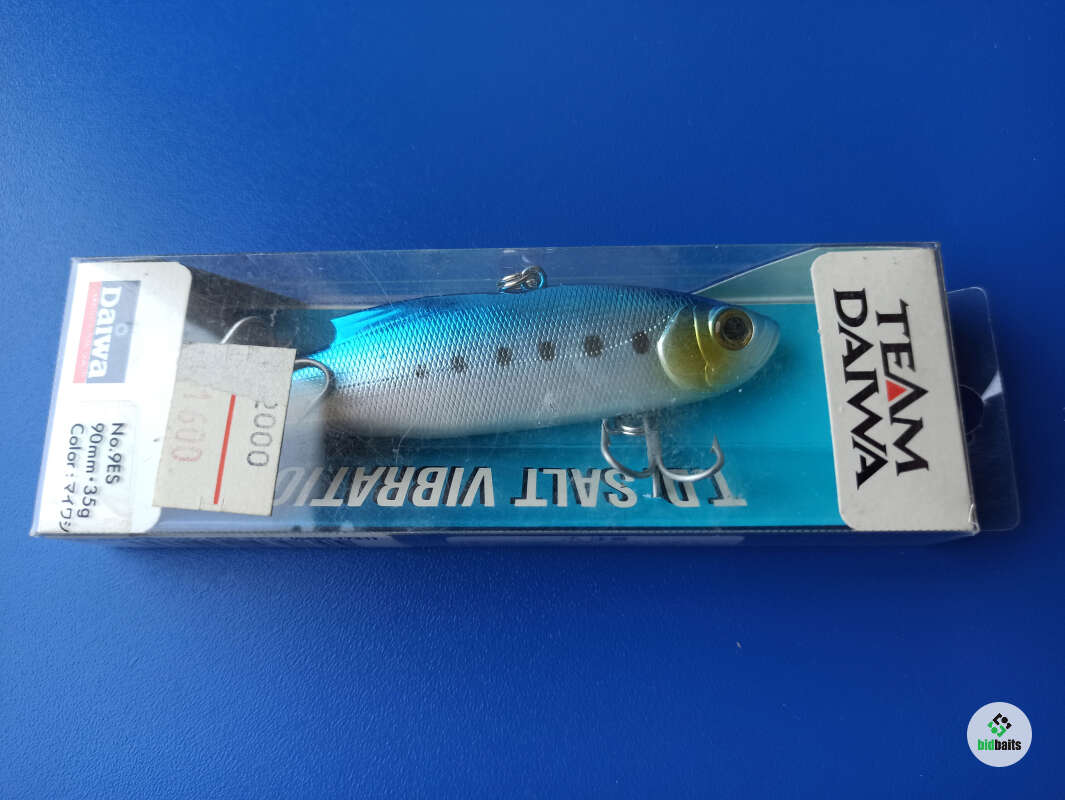 Daiwa
No.9ES
90mm・35g
Color:マイワシ
2000
1600
TD SALT VIBRATIO
TEAM
DAIWA
bidbaits